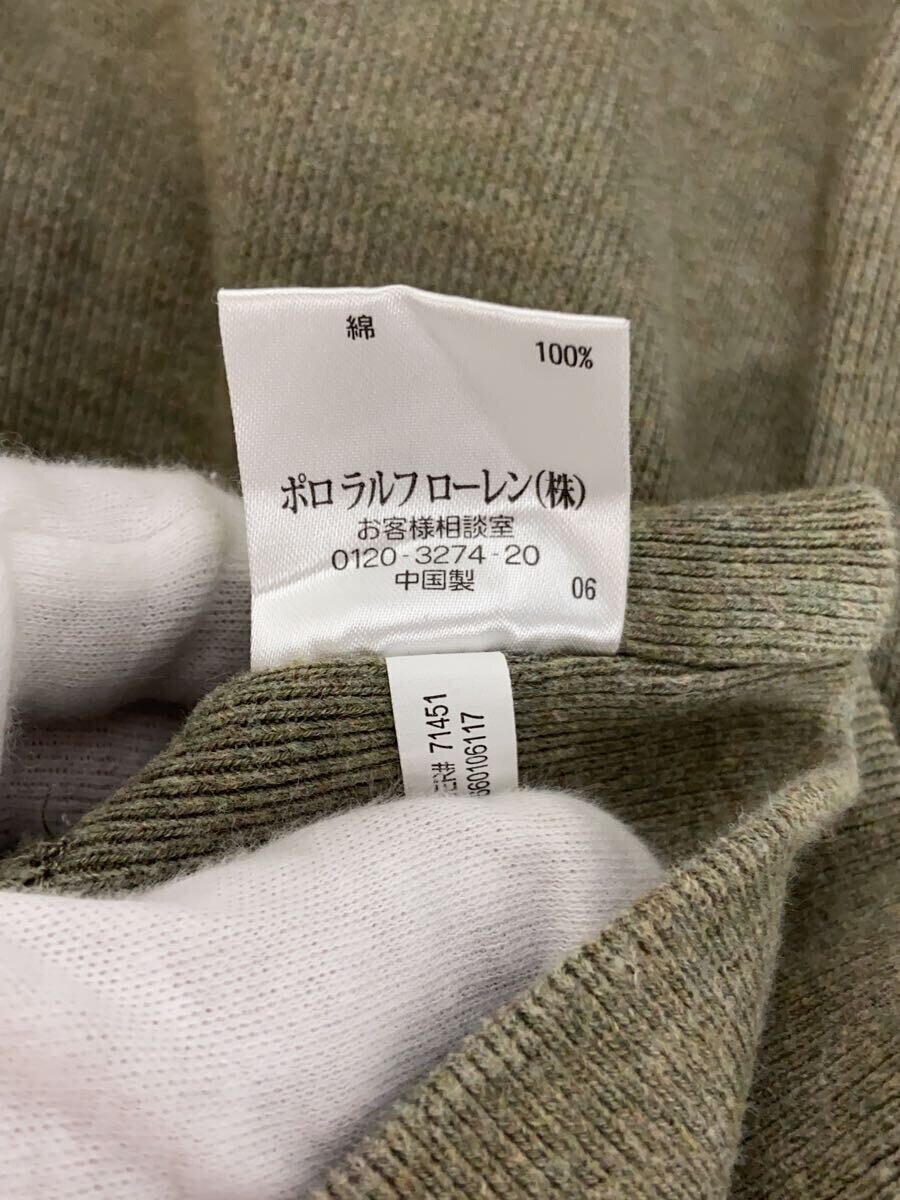 綿 100%
ポロ ラルフ ローレン(株)
お客様相談室
0120-3274-20
中国製 06
71451
660106117